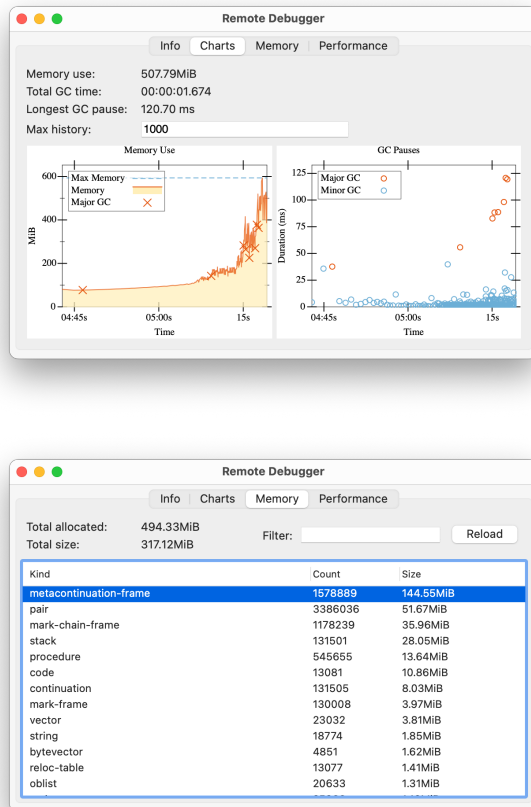 Remote Debugger
Info Charts Memory Performance
Memory use: 507.79MiB
Total GC time: 00:00:01.674
Longest GC pause: 120.70 ms
Max history: 1000
Memory Use
MiB
600
400
200
0
Max Memory
Memory
Major GC
04:45s 05:00s 15s
Time
GC Pauses
Duration (ms)
125
100
75
50
25
0
Major GC
Minor GC
04:45s 05:00s 15s
Time
Remote Debugger
Info Charts Memory Performance
Total allocated: 494.33MiB
Total size: 317.12MiB
Filter: Reload
Kind Count Size
metacontinuation-frame 1578889 144.55MiB
pair 3386036 51.67MiB
mark-chain-frame 1178239 35.96MiB
stack 131501 28.05MiB
procedure 545655 13.64MiB
code 13081 10.86MiB
continuation 131505 8.03MiB
mark-frame 130008 3.97MiB
vector 23032 3.81MiB
string 18774 1.85MiB
bytevector 4851 1.62MiB
reloc-table 13077 1.41MiB
oblist 20633 1.31MiB